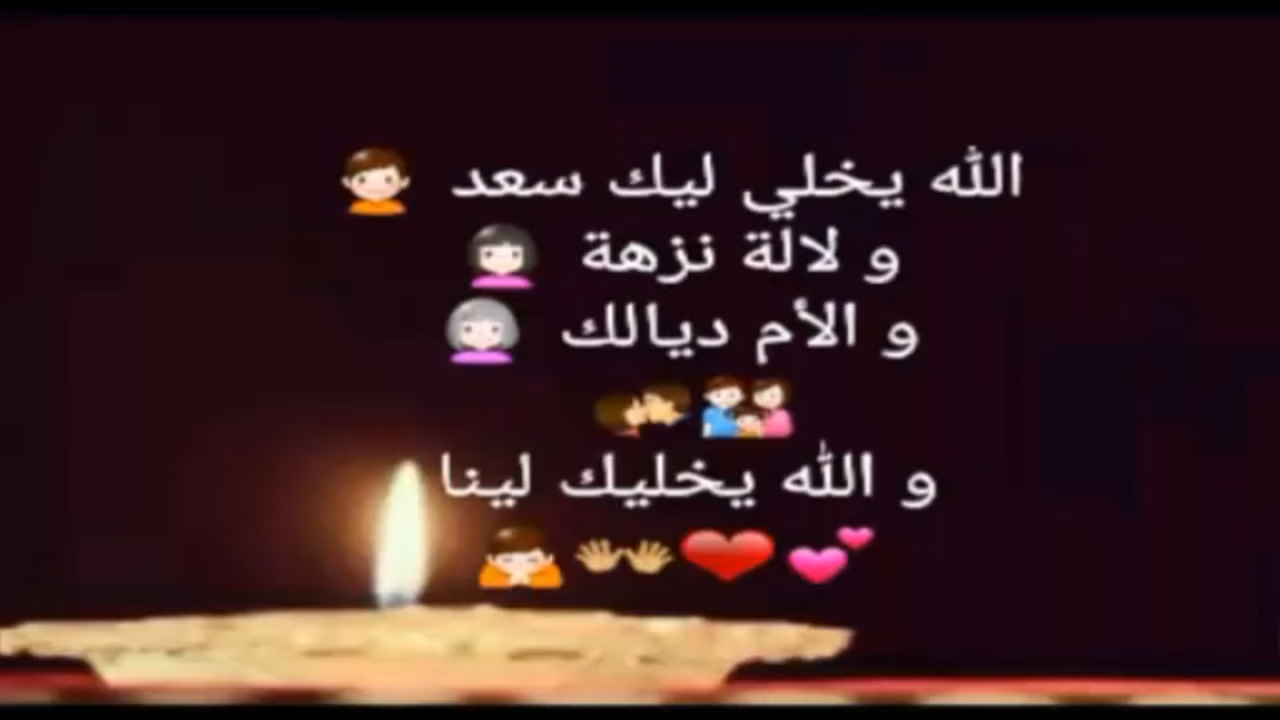 الله يخلي ليك سعد 👦
و لالة نزهة 👩
و الأم ديالك 👵
👪💏
و الله يخليك لينا
💕❤👐🙇